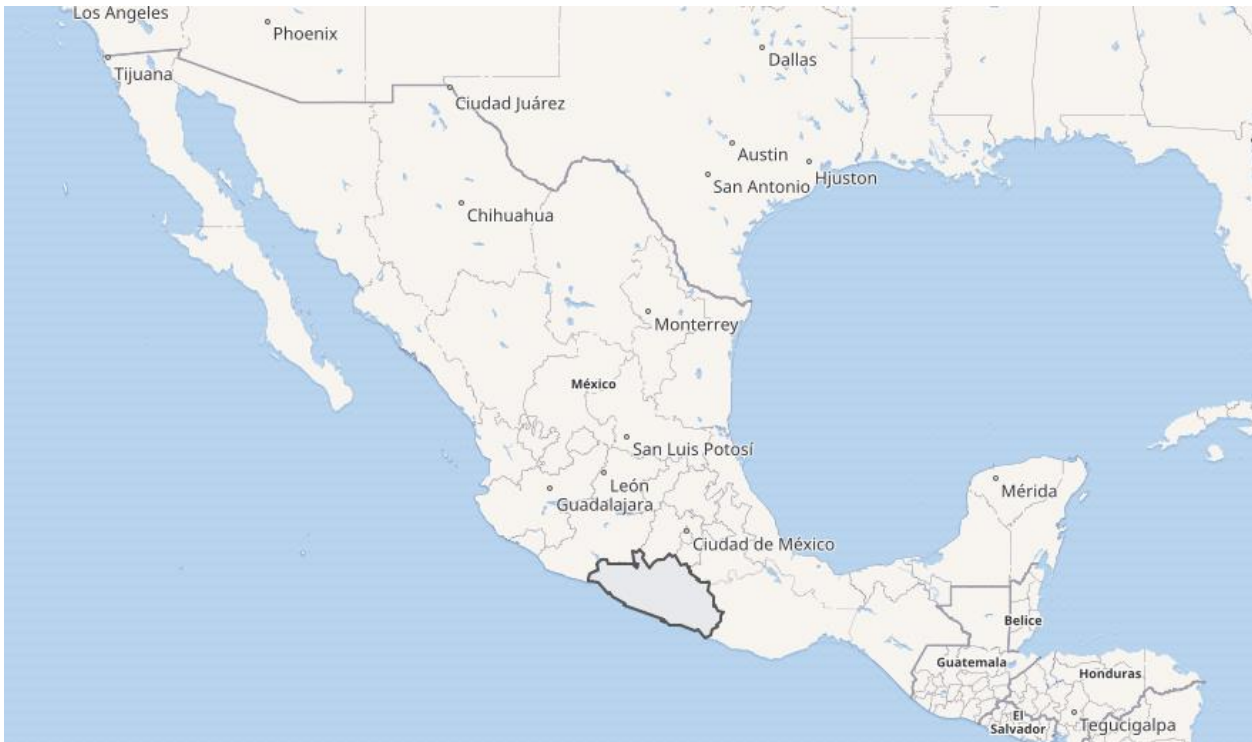 Los Angeles
Phoenix
Dallas
Tijuana
Ciudad Juárez
Austin
San Antonio
Hjuston
Chihuahua
Monterrey
México
San Luis Potosí
León
Guadalajara
Mérida
Ciudad de México
Belice
Guatemala
Honduras
El
Salvador
Tegucigalpa